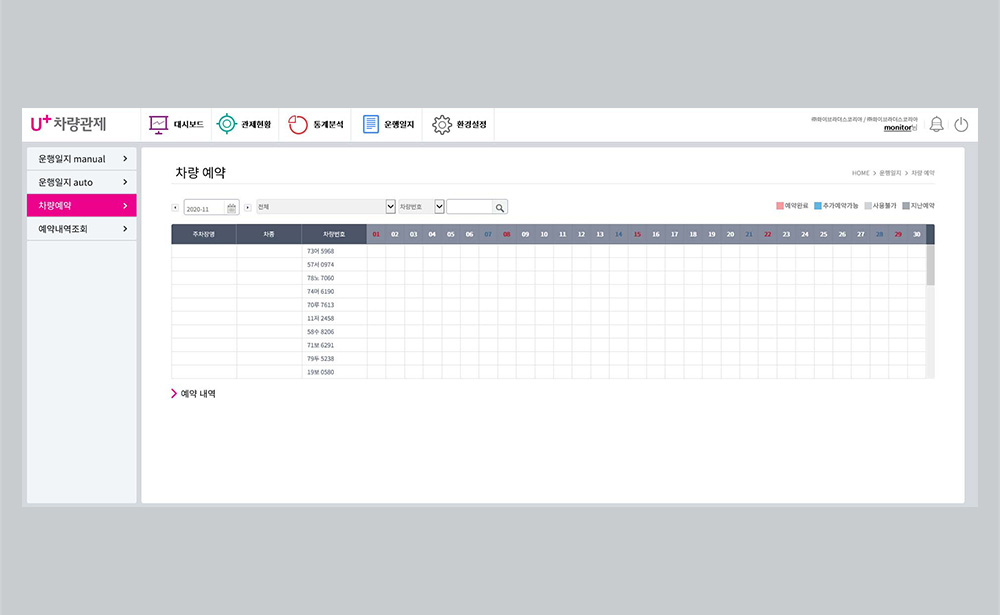 U+ 차량관제
대시보드 관제현황 통계분석 운행일지 환경설정
㈜파이브라더스코리아 / ㈜파이브라더스코리아
monitor님
운행일지 manual
운행일지 auto
차량예약
예약내역조회
차량 예약
HOME > 운행일지 > 차량 예약
2020-11 전체 차량번호
예약완료 추가예약가능 사용불가 지난예약
주차장명 차종 차량번호 01 02 03 04 05 06 07 08 09 10 11 12 13 14 15 16 17 18 19 20 21 22 23 24 25 26 27 28 29 30
73머 5968
57서 0974
78노 7060
74머 6190
70루 7613
11지 2458
58수 8206
71보 6291
79두 5238
19보 0580
예약 내역